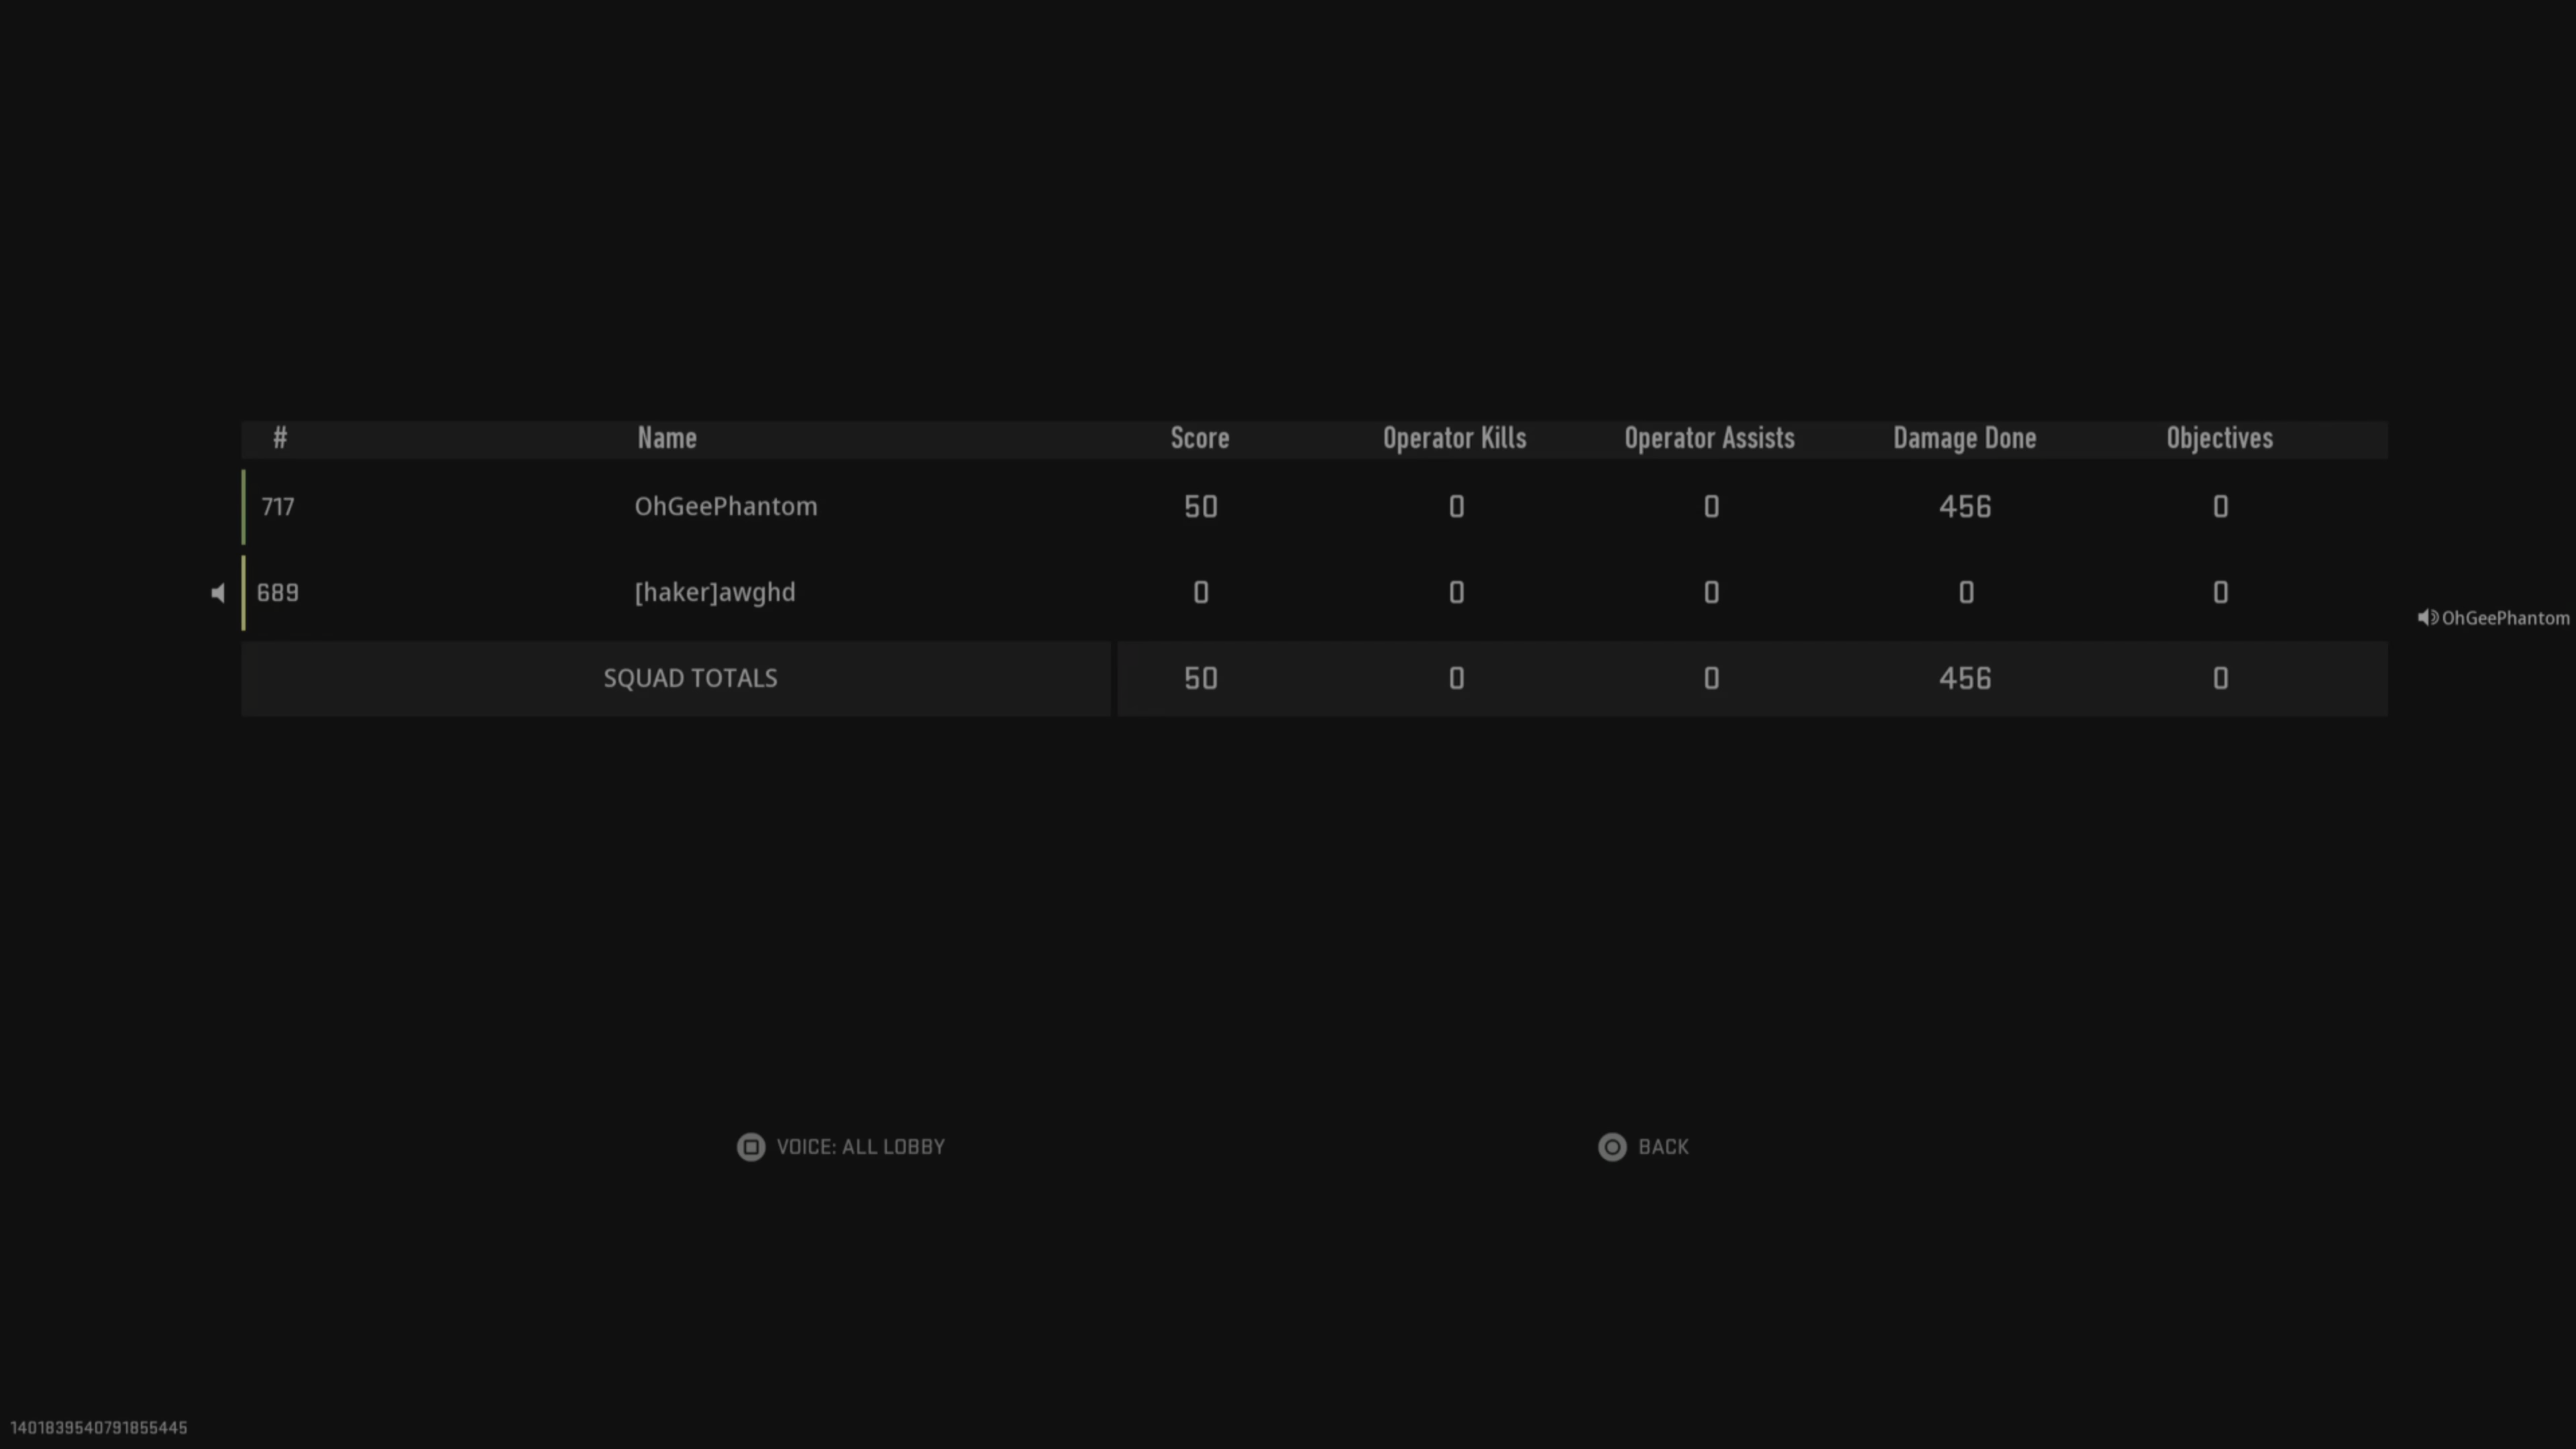 # Name Score Operator Kills Operator Assists Damage Done Objectives
717 OhGeePhantom 50 0 0 456 0
689 [haker]awghd 0 0 0 0 0
OhGeePhantom
SQUAD TOTALS 50 0 0 456 0
VOICE: ALL LOBBY BACK
1401839540791855445